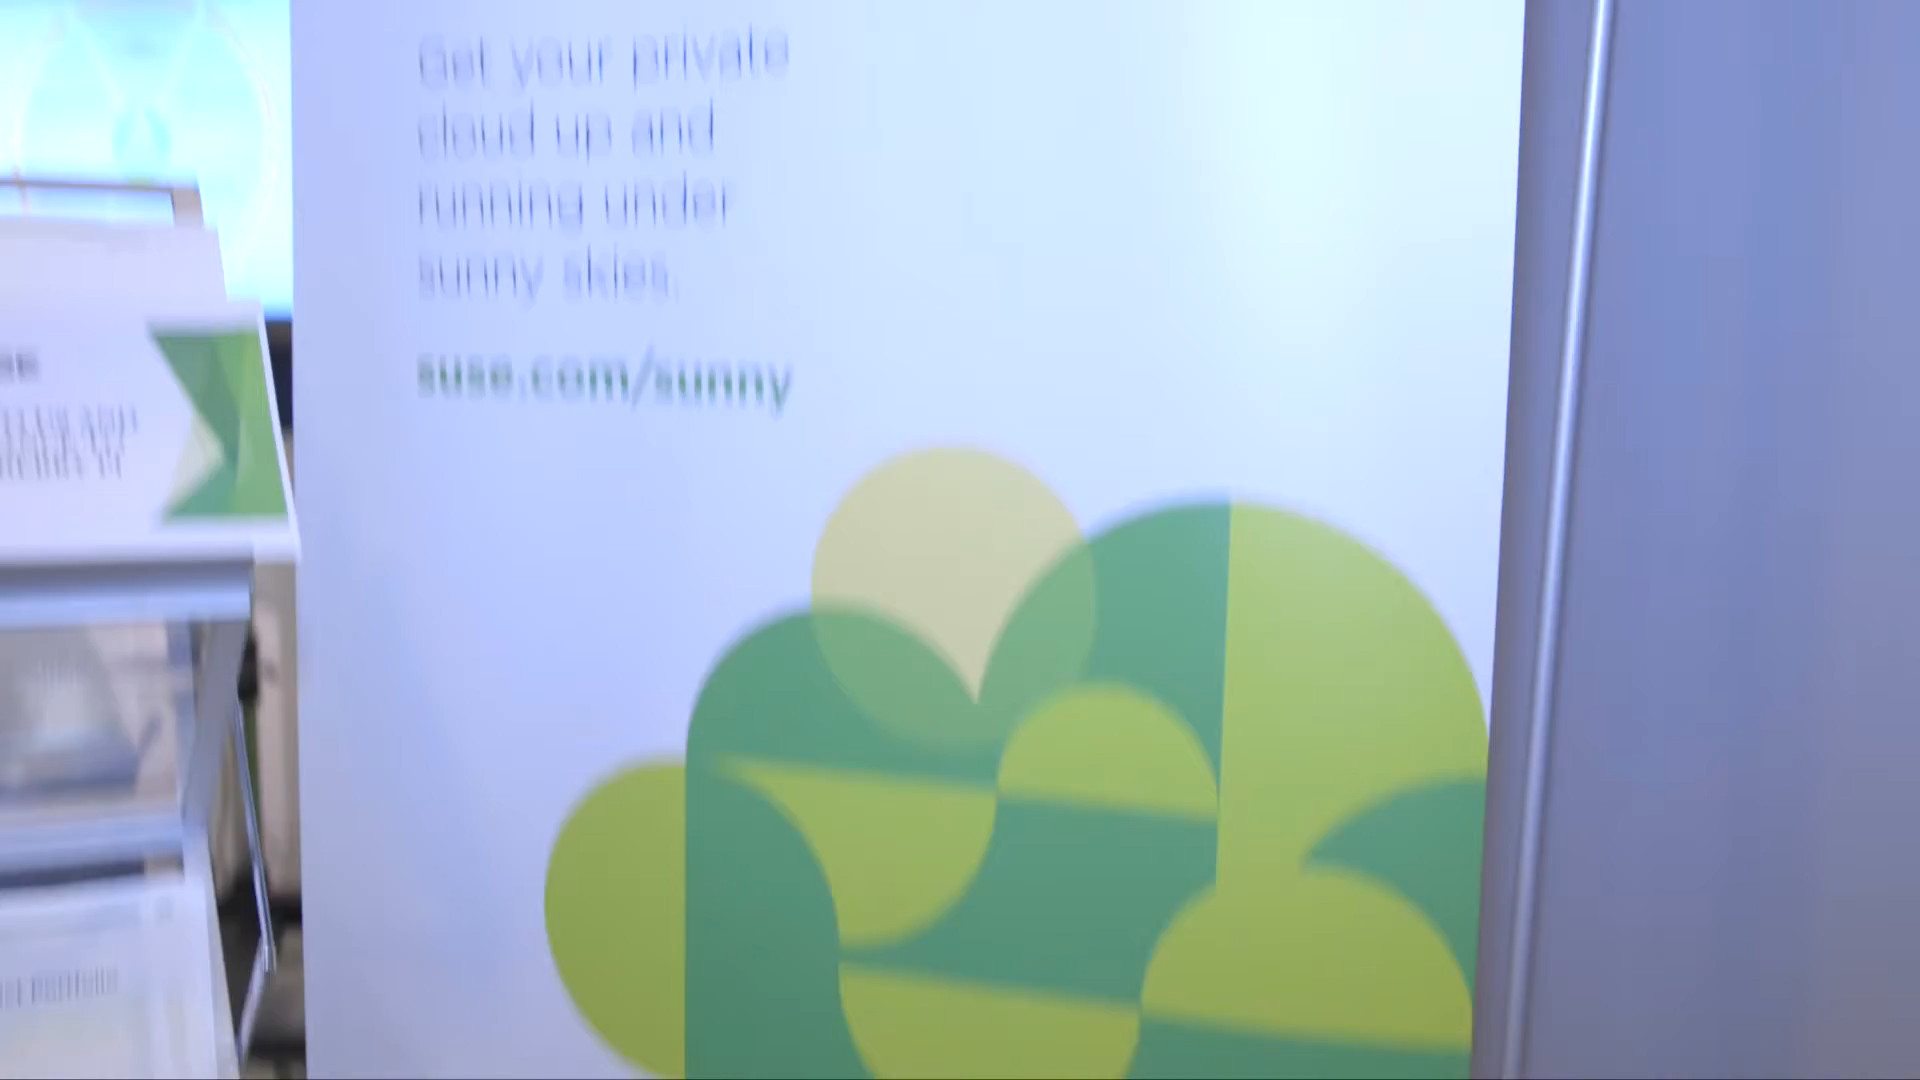 Get your private
cloud up and
running under
sunny skies.
suse.com/sunny